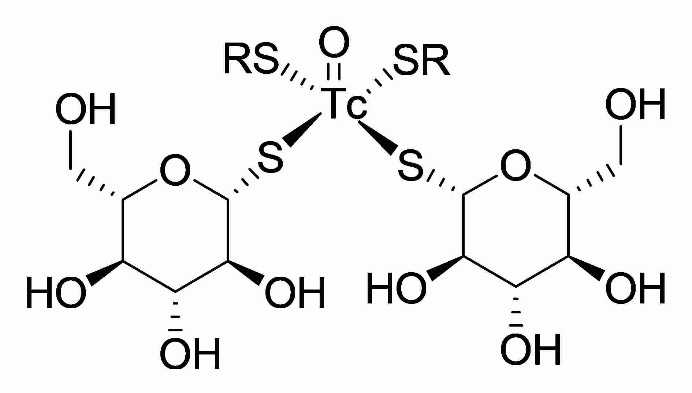 O
RS SR
Tc
OH OH
S S
O O
HO OH HO OH
OH OH